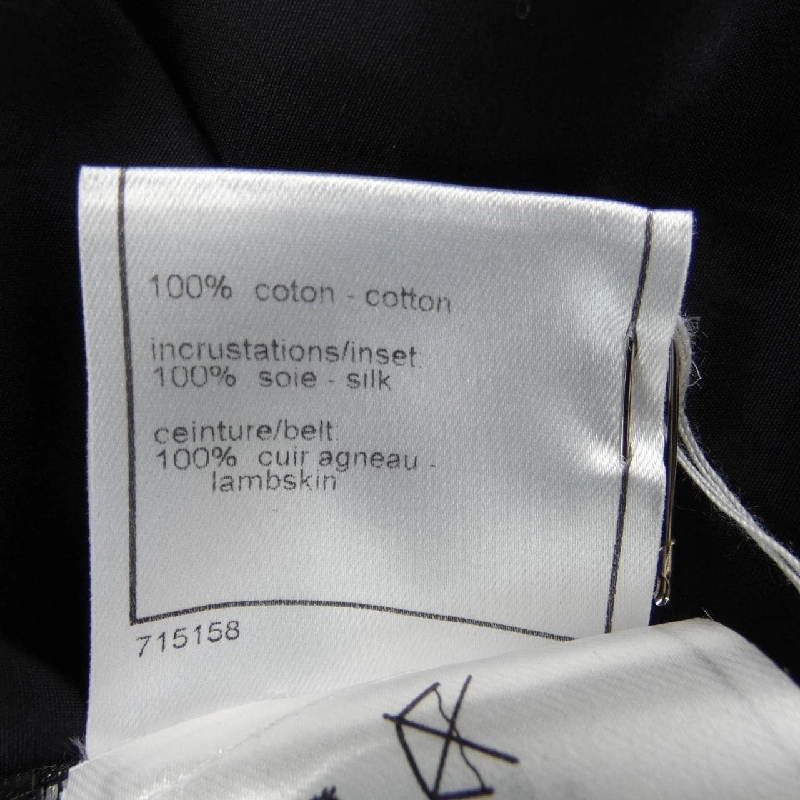 100% coton - cotton
incrustations/inset:
100% soie - silk
ceinture/belt:
100% cuir agneau -
lambskin
715158